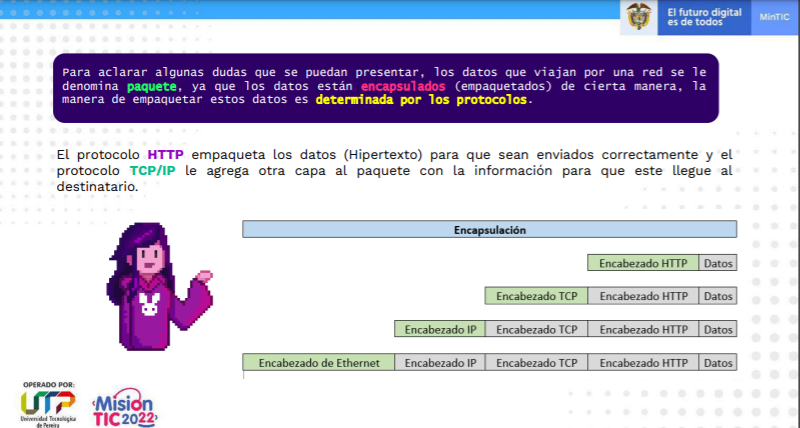 El futuro digital
es de todos
MinTIC
Para aclarar algunas dudas que se puedan presentar, los datos que viajan por una red se le
denomina paquete, ya que los datos están encapsulados (empaquetados) de cierta manera, la
manera de empaquetar estos datos es determinada por los protocolos.
El protocolo HTTP empaqueta los datos (Hipertexto) para que sean enviados correctamente y el
protocolo TCP/IP le agrega otra capa al paquete con la información para que este llegue al
destinatario.
Encapsulación
Encabezado HTTP Datos
Encabezado TCP Encabezado HTTP Datos
Encabezado IP Encabezado TCP Encabezado HTTP Datos
Encabezado de Ethernet Encabezado IP Encabezado TCP Encabezado HTTP Datos
OPERADO POR:
UTP
Universidad Tecnológica
de Pereira
Misión
TIC 2022